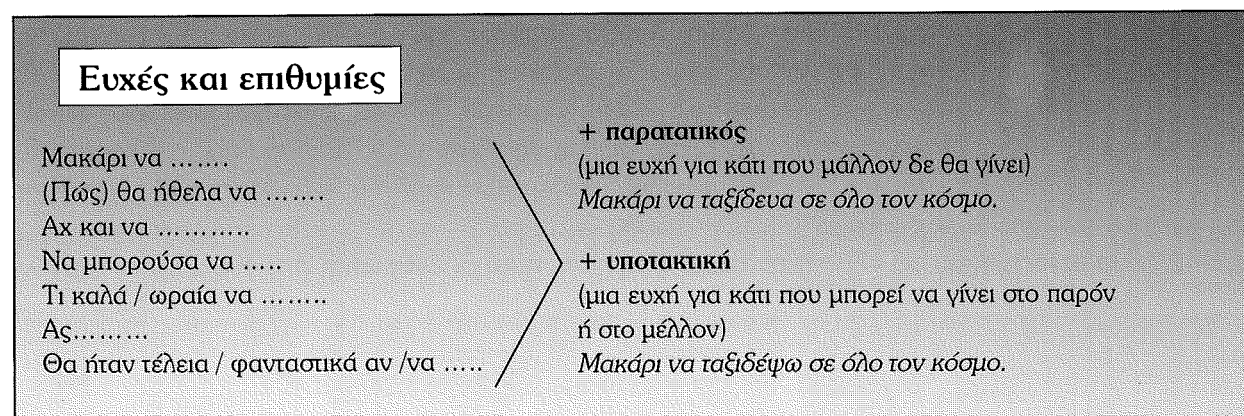 Ευχές και επιθυμίες
Μακάρι να …….
(Πώς) θα ήθελα να …….
Αχ και να ………..
Να μπορούσα να …..
Τι καλά / ωραία να ……..
Ας………
Θα ήταν τέλεια / φανταστικά αν /να …..
+ παρατατικός
(μια ευχή για κάτι που μάλλον δε θα γίνει)
Μακάρι να ταξίδευα σε όλο τον κόσμο.
+ υποτακτική
(μια ευχή για κάτι που μπορεί να γίνει στο παρόν
ή στο μέλλον)
Μακάρι να ταξιδέψω σε όλο τον κόσμο.